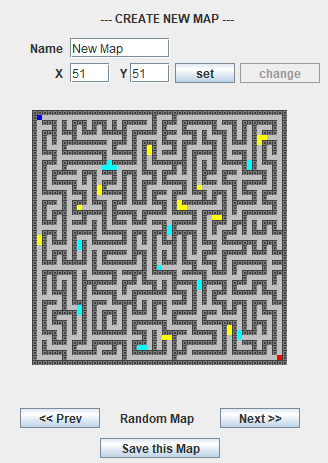 --- CREATE NEW MAP ---
Name New Map
X 51 Y 51 set change
<< Prev Random Map Next >>
Save this Map